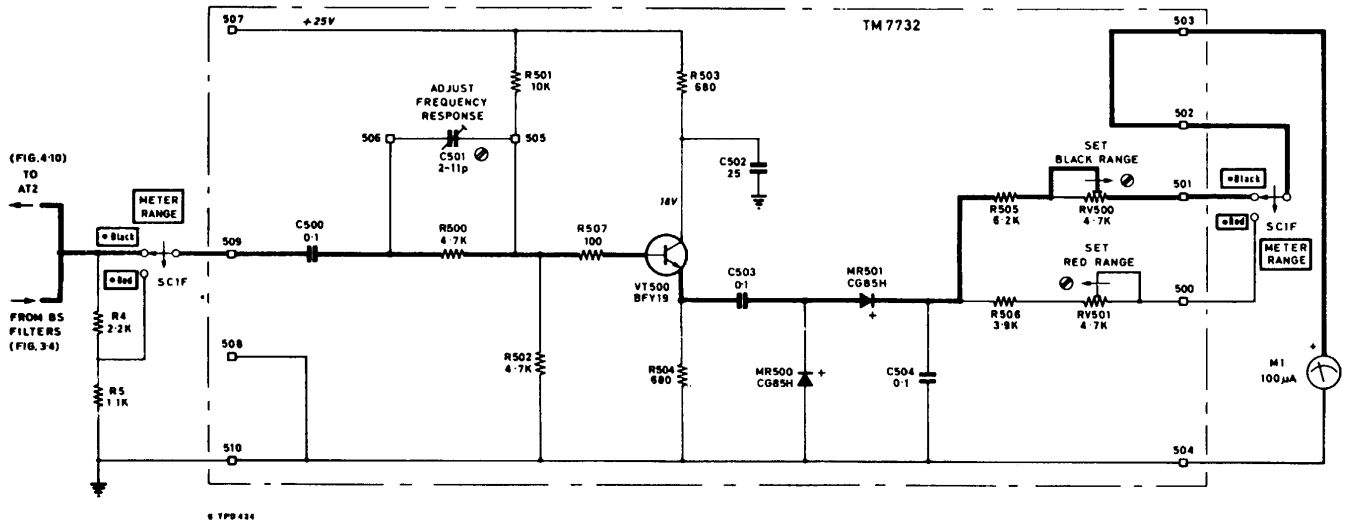 507
+25V
TM 7732
503
R501
10K
R503
680
ADJUST
FREQUENCY
RESPONSE
506
505
C501
2-11p
502
(FIG. 4·10)
TO
AT2
METER
RANGE
C502
25
SET
BLACK RANGE
501
•Black
•Black
509
C500
0·1
R500
4·7K
R507
100
18V
R505
6·2K
RV500
4·7K
•Red
SC1F
METER
RANGE
•Red
SC1F
SET
RED RANGE
VT500
BFY19
C503
0·1
MR501
CG85H
+
500
FROM BS
FILTERS
(FIG. 3·4)
R4
2·2K
R506
3·9K
RV501
4·7K
508
R502
4·7K
R504
680
MR500
CG85H
+
C504
0·1
+
M1
100μA
R5
1·1K
510
504
6 TPD 424